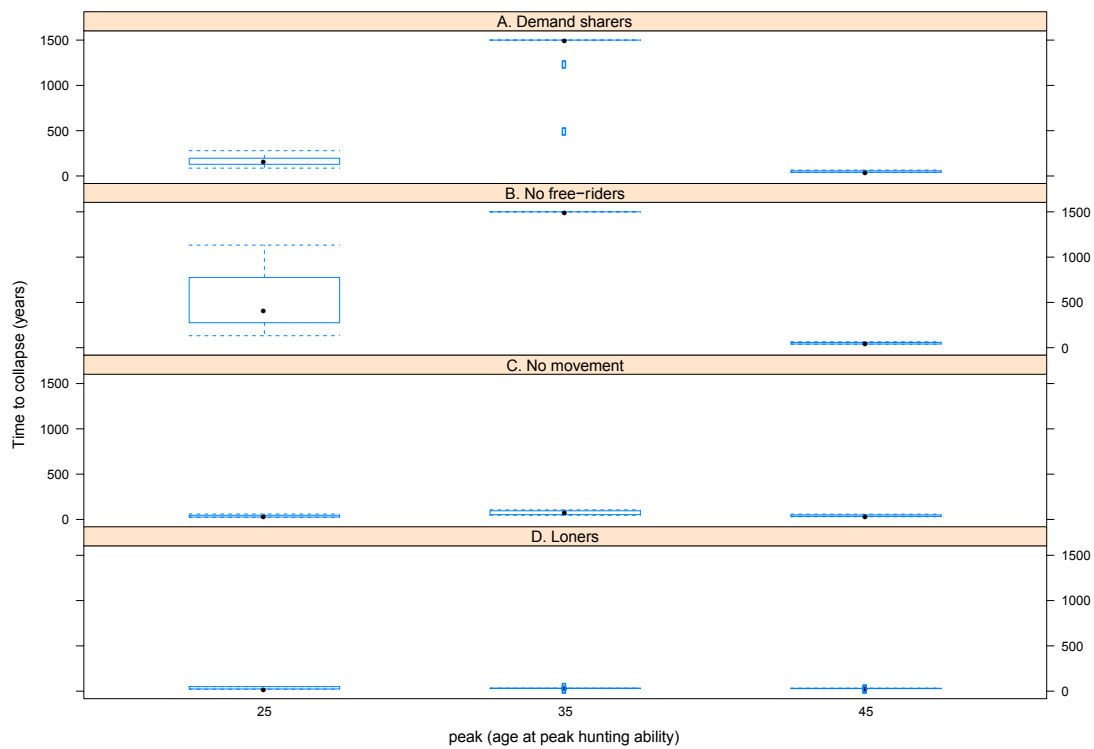 A. Demand sharers
1500
1000
500
0
B. No free−riders
1500
1000
500
0
C. No movement
1500
1000
500
0
D. Loners
1500
1000
500
0
25 35 45
peak (age at peak hunting ability)
Time to collapse (years)